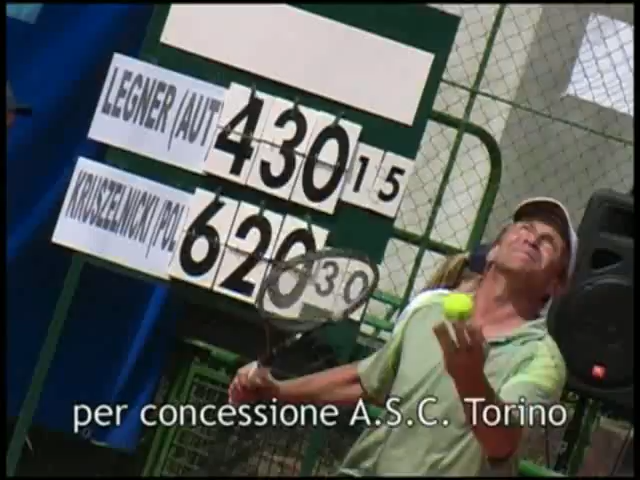 LEGNER (AUT
4 3 0 15
KRUSZELNICKI (POL
6 2 0 30
per concessione A.S.C. Torino